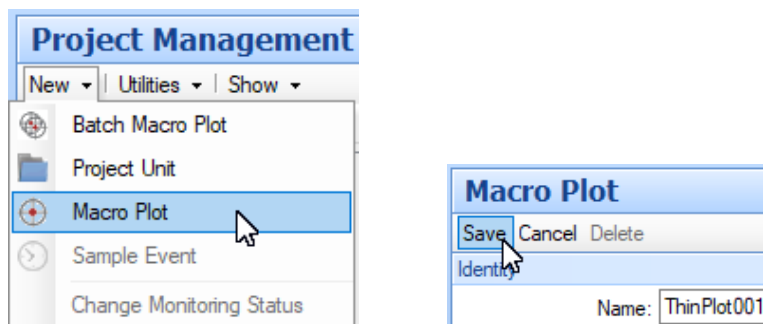 Project Management
New Utilities Show
Batch Macro Plot
Project Unit
Macro Plot
Sample Event
Change Monitoring Status
Macro Plot
Save Cancel Delete
Identity
Name: ThinPlot001